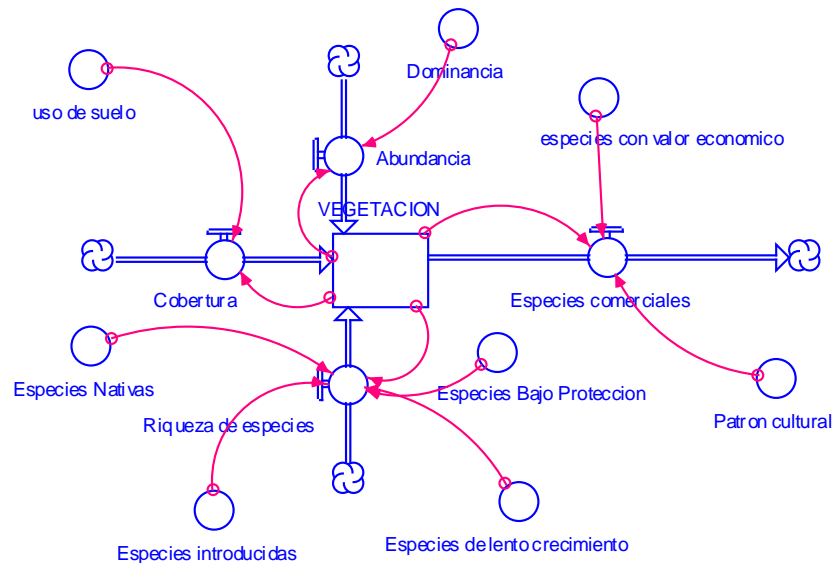 Dominancia
uso de suelo
especies con valor economico
Abundancia
VEGETACION
Cobertura
Especies comerciales
Especies Nativas
Especies Bajo Proteccion
Riqueza de especies
Patron cultural
Especies introducidas
Especies de lento crecimiento